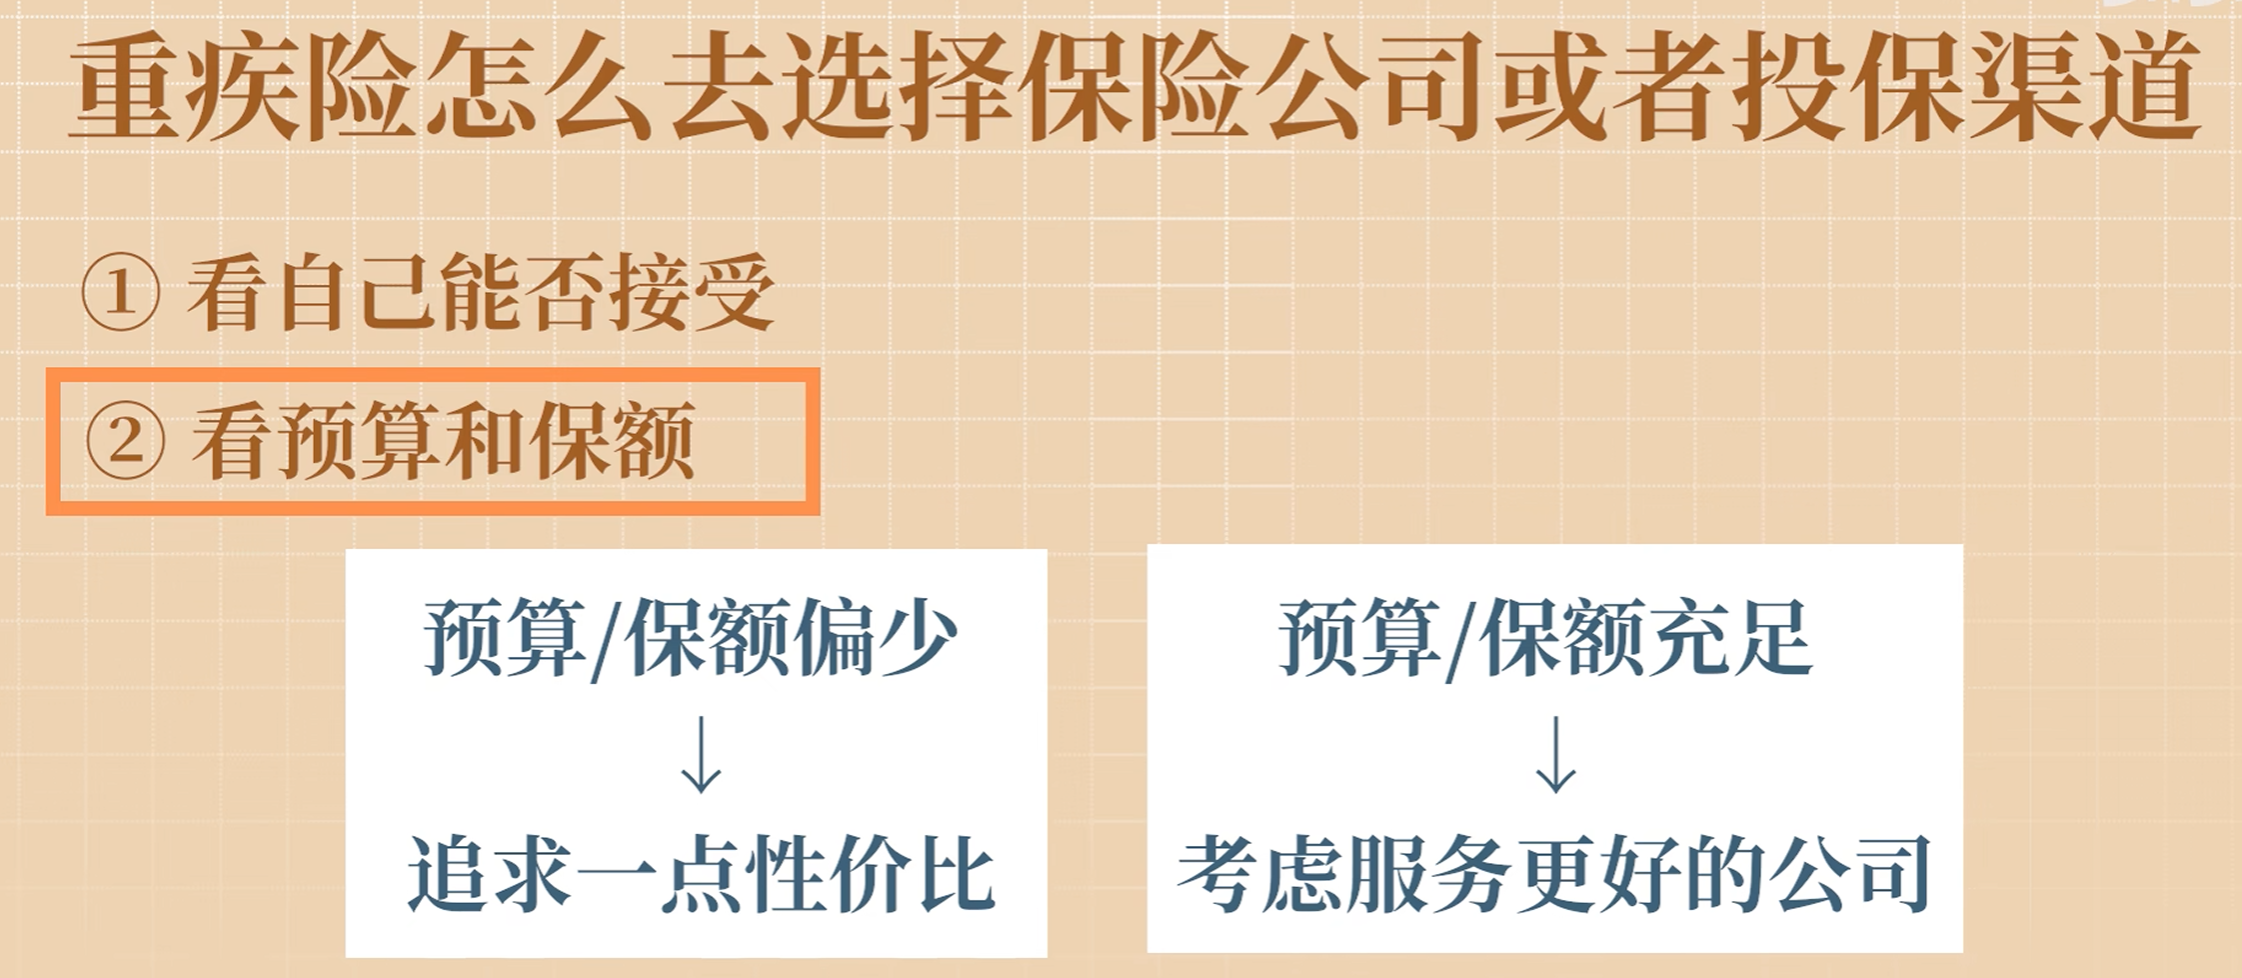 重疾险怎么去选择保险公司或者投保渠道
① 看自己能否接受
② 看预算和保额
预算/保额偏少
↓
追求一点性价比
预算/保额充足
↓
考虑服务更好的公司